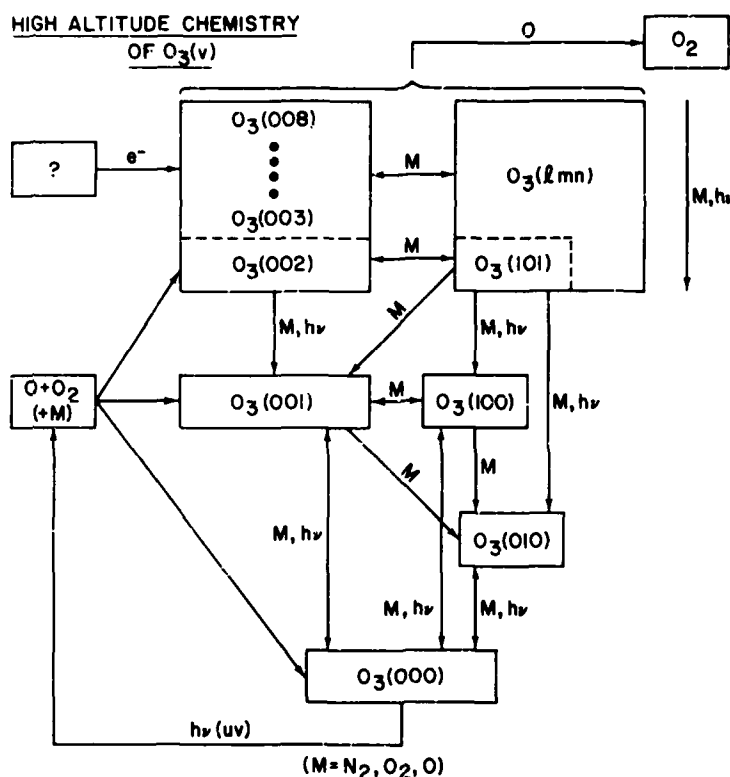 HIGH ALTITUDE CHEMISTRY
OF O₃(v)
O
O₂
?
e⁻
O₃(008)
O₃(003)
O₃(002)
M
M
O₃(lmn)
O₃(101)
M, hν
M, hν
M
M, hν
O+O₂
(+M)
O₃(001)
M
O₃(100)
M, hν
M
M
O₃(010)
M, hν
M, hν
M, hν
O₃(000)
hν(uv)
(M=N₂, O₂, O)